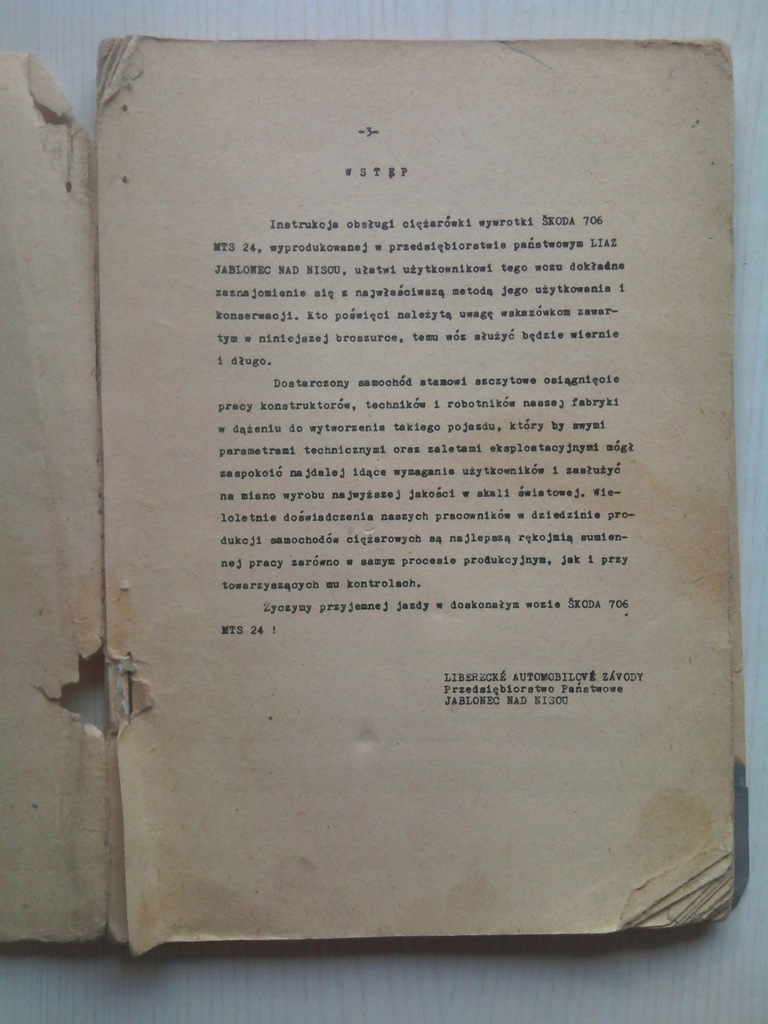 -3-
WSTĘP
Instrukcja obsługi ciężarówki wywrotki ŠKODA 706
MTS 24, wyprodukowanej w przedsiębiorstwie państwowym LIAZ
JABLONEC NAD NISOU, ułatwi użytkownikowi tego wozu dokładne
zaznajomienie się z najwłaściwszą metodą jego użytkowania i
konserwacji. Kto poświęci należytą uwagę wskazówkom zawar-
tym w niniejszej broszurce, temu wóz służyć będzie wiernie
i długo.
Dostarczony samochód stanowi szczytowe osiągnięcie
pracy konstruktorów, techników i robotników naszej fabryki
w dążeniu do wytworzenia takiego pojazdu, który by swymi
parametrami technicznymi oraz zaletami eksploatacyjnymi mógł
zaspokoić najdalej idące wymagania użytkowników i zasłużyć
na miano wyrobu najwyższej jakości w skali światowej. Wie-
loletnie doświadczenia naszych pracowników w dziedzinie pro-
dukcji samochodów ciężarowych są najlepszą rękojmią sumien-
nej pracy zarówno w samym procesie produkcyjnym, jak i przy
towarzyszących mu kontrolach.
Życzymy przyjemnej jazdy w doskonałym wozie ŠKODA 706
MTS 24 !
LIBERECKÉ AUTOMOBILOVÉ ZÁVODY
Przedsiębiorstwo Państwowe
JABLONEC NAD NISOU